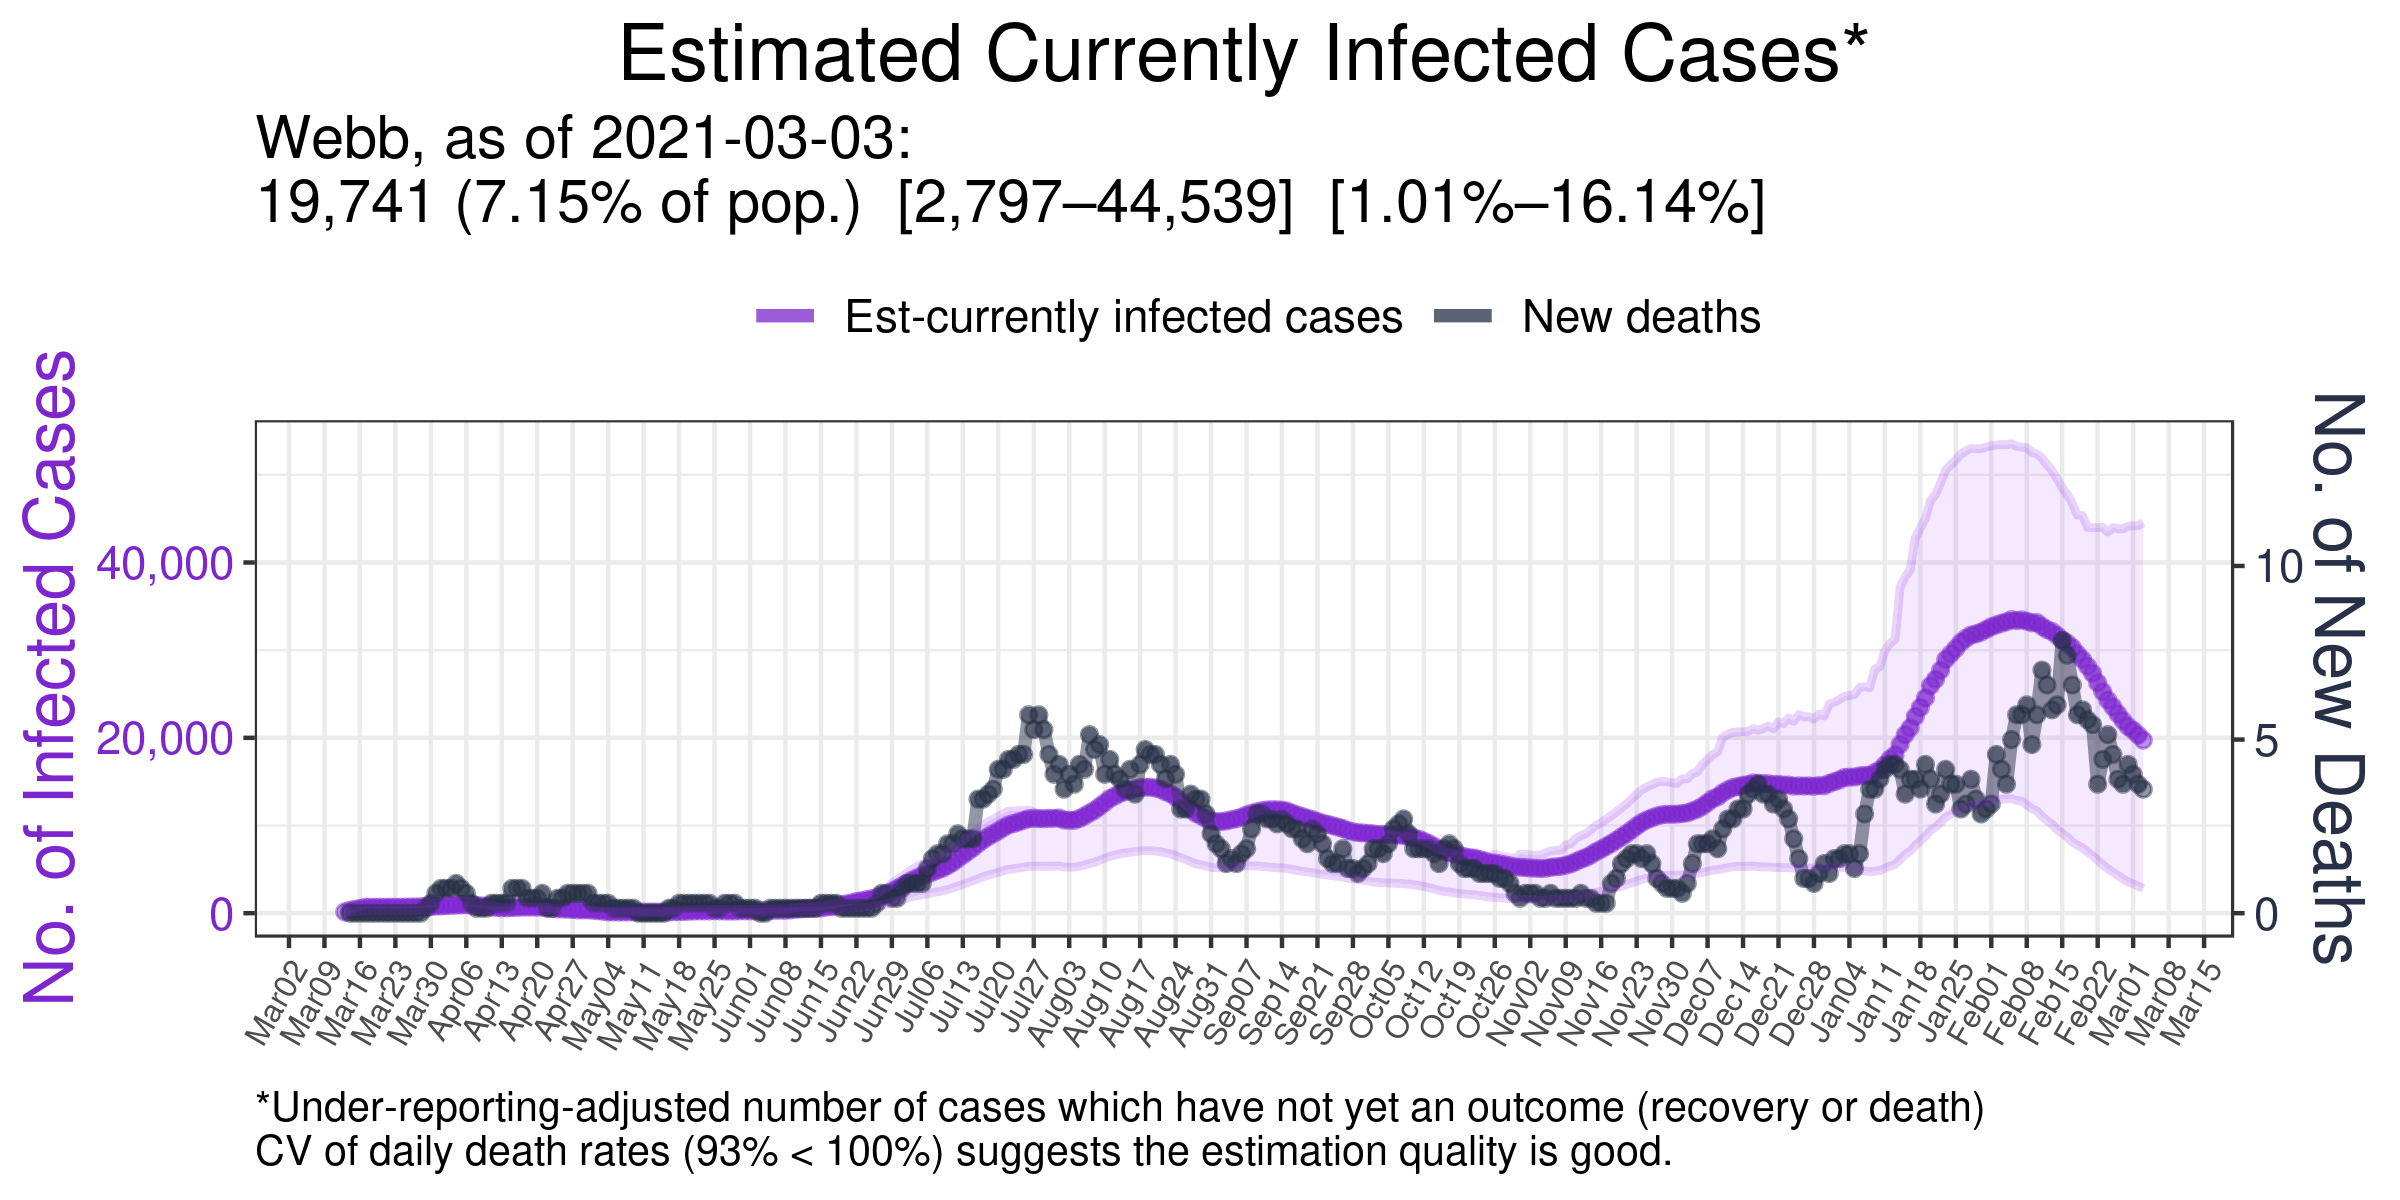 Estimated Currently Infected Cases*
Webb, as of 2021-03-03:
19,741 (7.15% of pop.) [2,797–44,539] [1.01%–16.14%]
Est-currently infected cases
New deaths
No. of Infected Cases
40,000
20,000
0
10
5
0
No. of New Deaths
Mar02
Mar09
Mar16
Mar23
Mar30
Apr06
Apr13
Apr20
Apr27
May04
May11
May18
May25
Jun01
Jun08
Jun15
Jun22
Jun29
Jul06
Jul13
Jul20
Jul27
Aug03
Aug10
Aug17
Aug24
Aug31
Sep07
Sep14
Sep21
Sep28
Oct05
Oct12
Oct19
Oct26
Nov02
Nov09
Nov16
Nov23
Nov30
Dec07
Dec14
Dec21
Dec28
Jan04
Jan11
Jan18
Jan25
Feb01
Feb08
Feb15
Feb22
Mar01
Mar08
Mar15
*Under-reporting-adjusted number of cases which have not yet an outcome (recovery or death)
CV of daily death rates (93% < 100%) suggests the estimation quality is good.